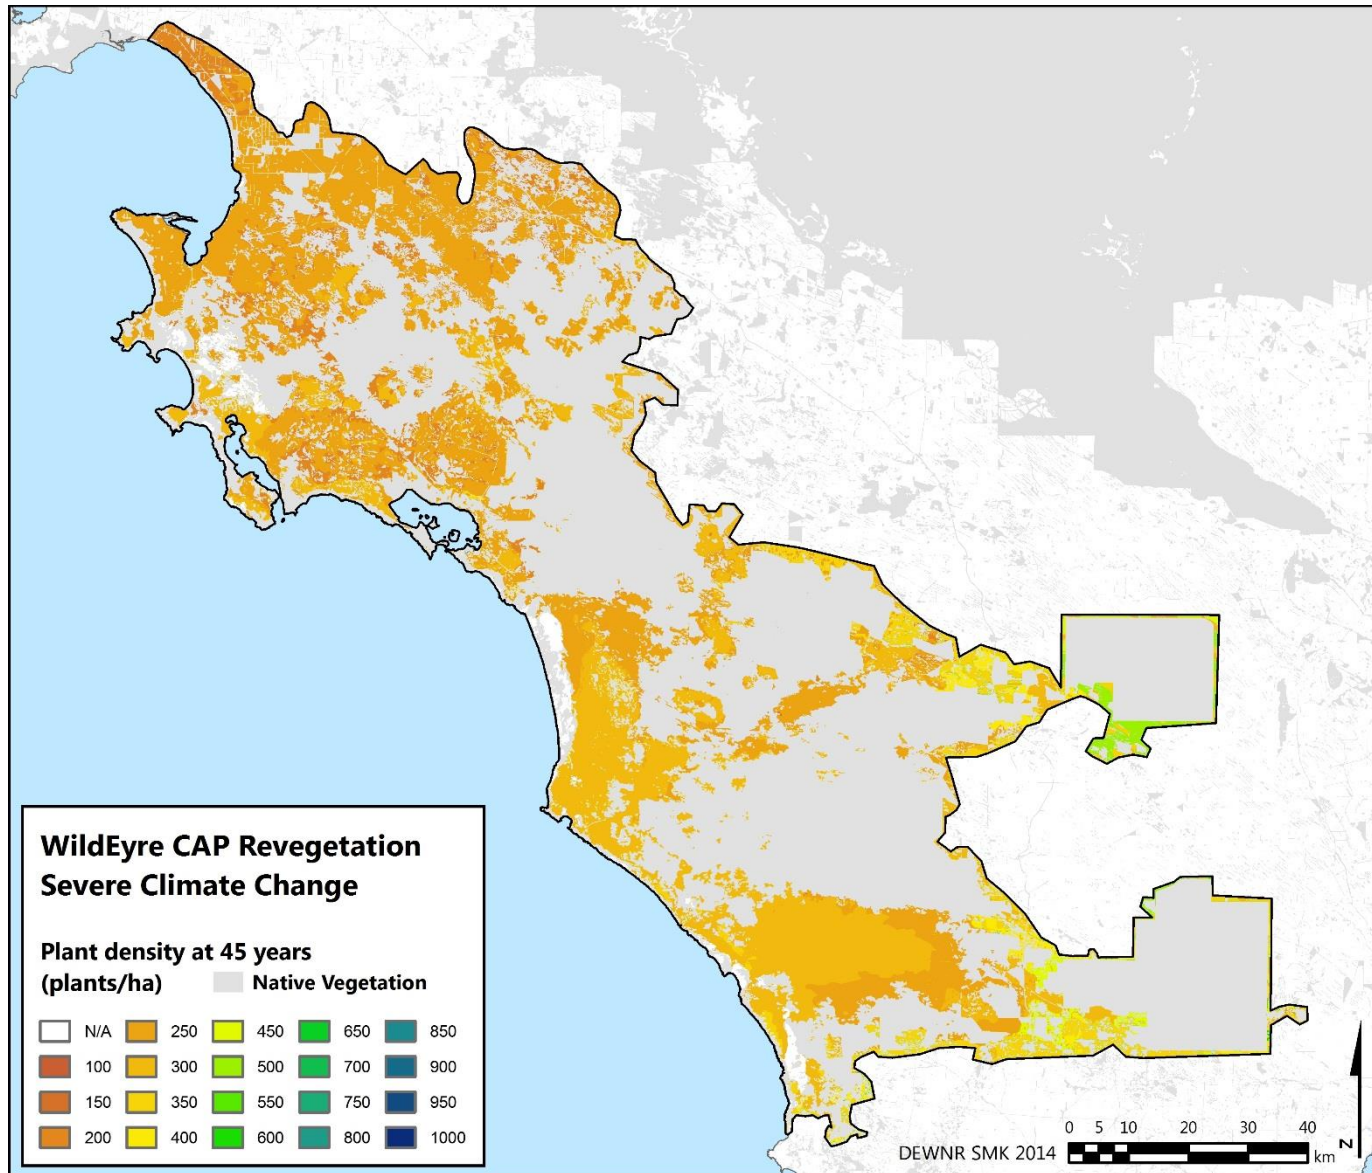 WildEyre CAP Revegetation
Severe Climate Change
Plant density at 45 years
(plants/ha) Native Vegetation
N/A 250 450 650 850
100 300 500 700 900
150 350 550 750 950
200 400 600 800 1000
DEWNR SMK 2014
0 5 10 20 30 40
km
N